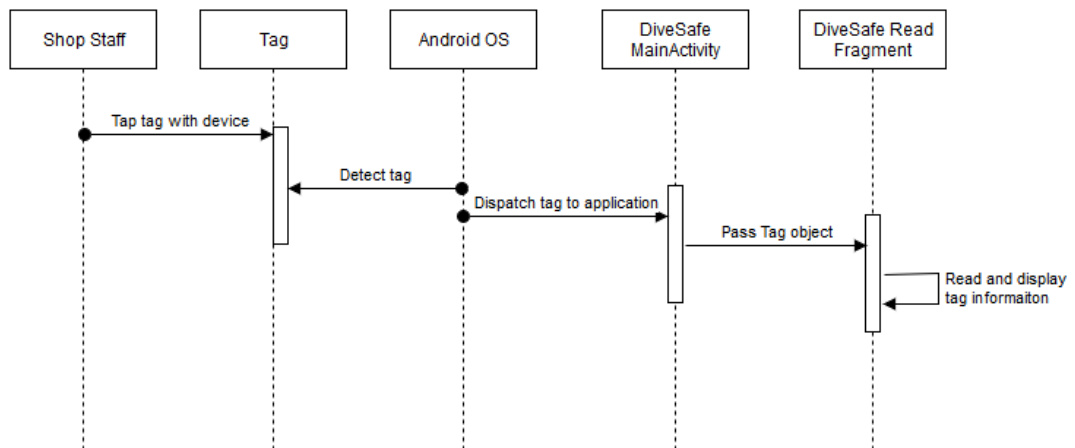 Shop Staff
Tag
Android OS
DiveSafe
MainActivity
DiveSafe Read
Fragment
Tap tag with device
Detect tag
Dispatch tag to application
Pass Tag object
Read and display
tag informaiton